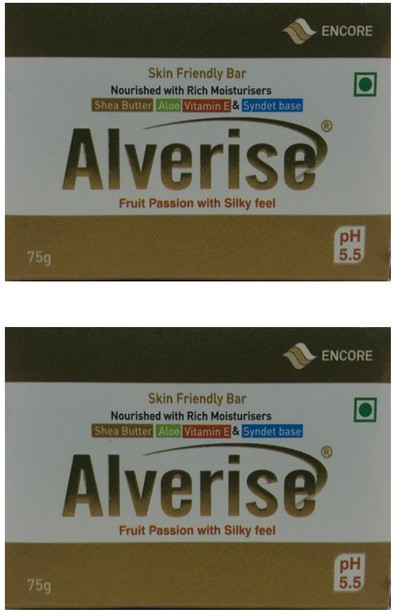 ENCORE
Skin Friendly Bar
Nourished with Rich Moisturisers
Shea Butter Aloe Vitamin E & Syndet base
Alverise®
Fruit Passion with Silky feel
75g
pH
5.5
ENCORE
Skin Friendly Bar
Nourished with Rich Moisturisers
Shea Butter Aloe Vitamin E & Syndet base
Alverise®
Fruit Passion with Silky feel
75g
pH
5.5